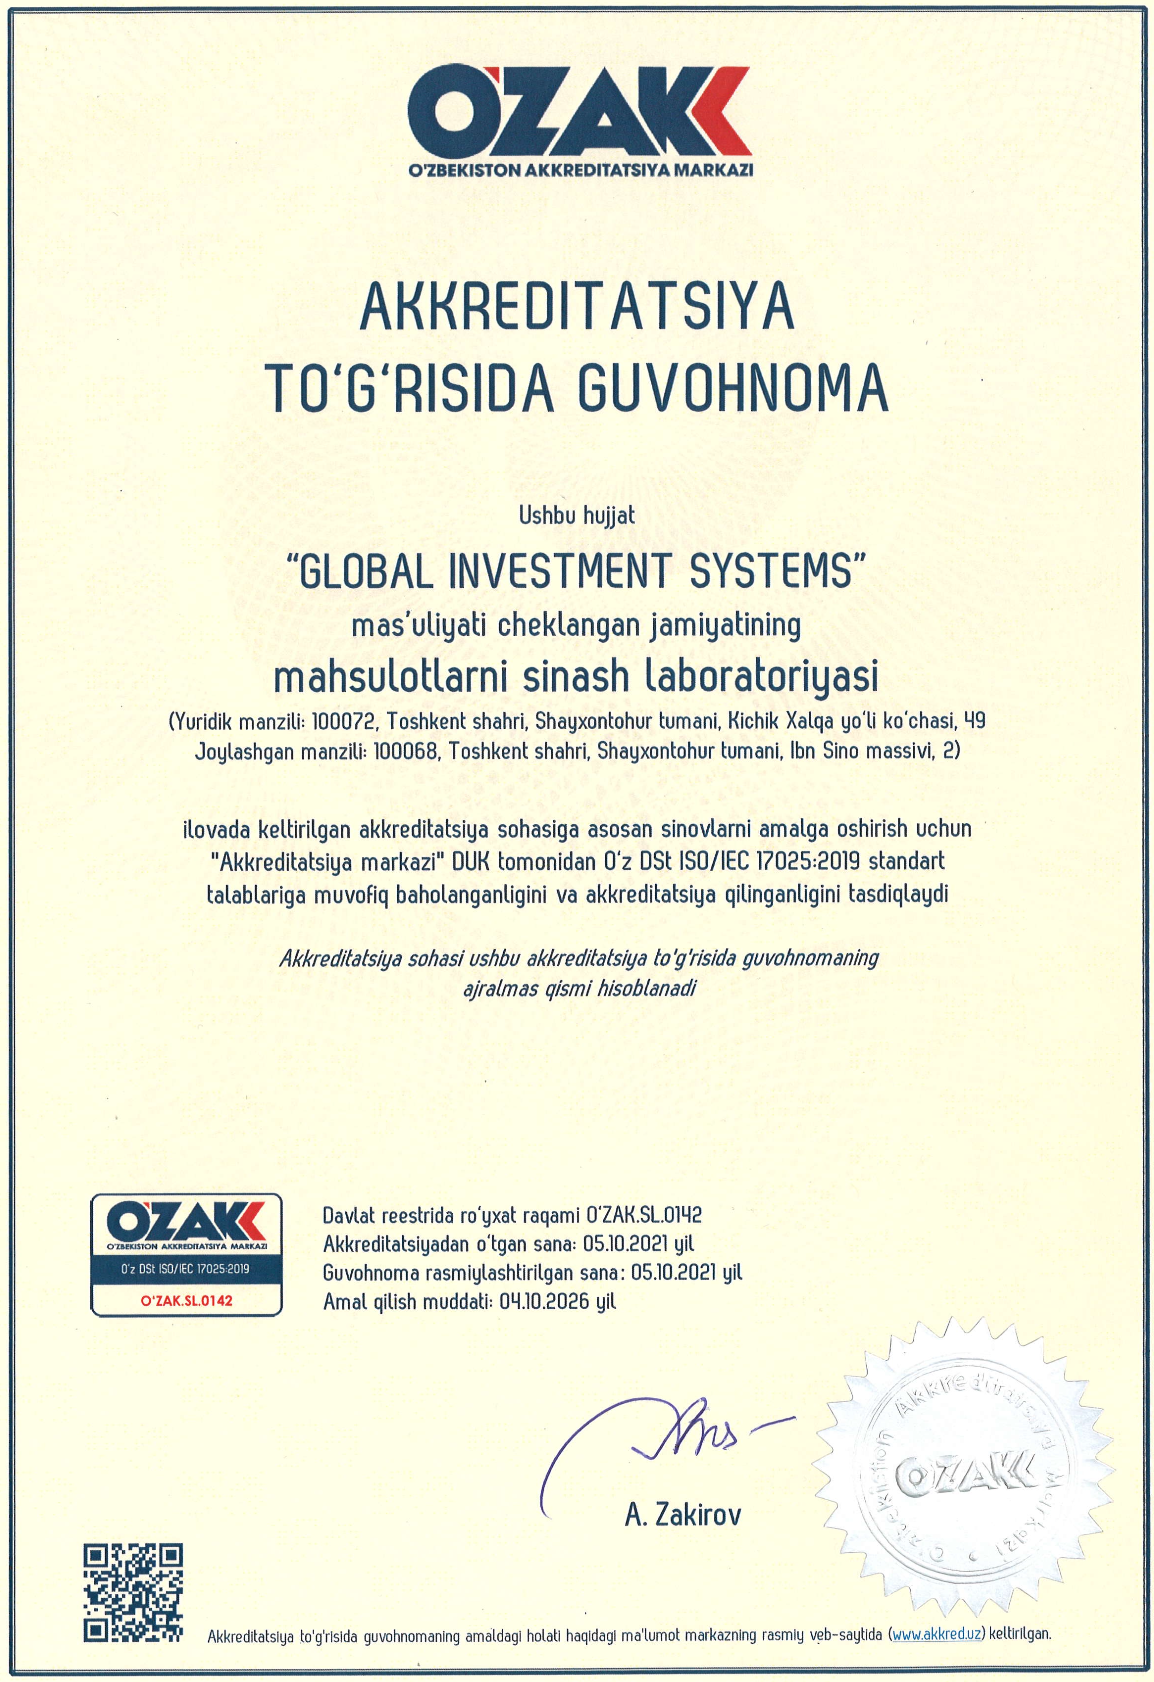 O'ZAKK
O'ZBEKISTON AKKREDITATSIYA MARKAZI
AKKREDITATSIYA
TO‘G‘RISIDA GUVOHNOMA
Ushbu hujjat
“GLOBAL INVESTMENT SYSTEMS”
mas’uliyati cheklangan jamiyatining
mahsulotlarni sinash laboratoriyasi
(Yuridik manzili: 100072, Toshkent shahri, Shayxontohur tumani, Kichik Xalqa yo‘li ko‘chasi, 49
Joylashgan manzili: 100068, Toshkent shahri, Shayxontohur tumani, Ibn Sino massivi, 2)
ilovada keltirilgan akkreditatsiya sohasiga asosan sinovlarni amalga oshirish uchun
"Akkreditatsiya markazi" DUK tomonidan O‘z DSt ISO/IEC 17025:2019 standart
talablariga muvofiq baholanganligini va akkreditatsiya qilinganligini tasdiqlaydi
Akkreditatsiya sohasi ushbu akkreditatsiya to‘g‘risida guvohnomaning
ajralmas qismi hisoblanadi
O'ZAKK
O'ZBEKISTON AKKREDITATSIYA MARKAZI
O'z DSt ISO/IEC 17025:2019
O'ZAK.SL.0142
Davlat reestrida ro‘yxat raqami O‘ZAK.SL.0142
Akkreditatsiyadan o‘tgan sana: 05.10.2021 yil
Guvohnoma rasmiylashtirilgan sana: 05.10.2021 yil
Amal qilish muddati: 04.10.2026 yil
O'zbekiston Akkreditatsiya Markazi
O'ZAKK
A. Zakirov
Akkreditatsiya to‘g‘risida guvohnomaning amaldagi holati haqidagi ma'lumot markazning rasmiy veb-saytida (www.akkred.uz) keltirilgan.